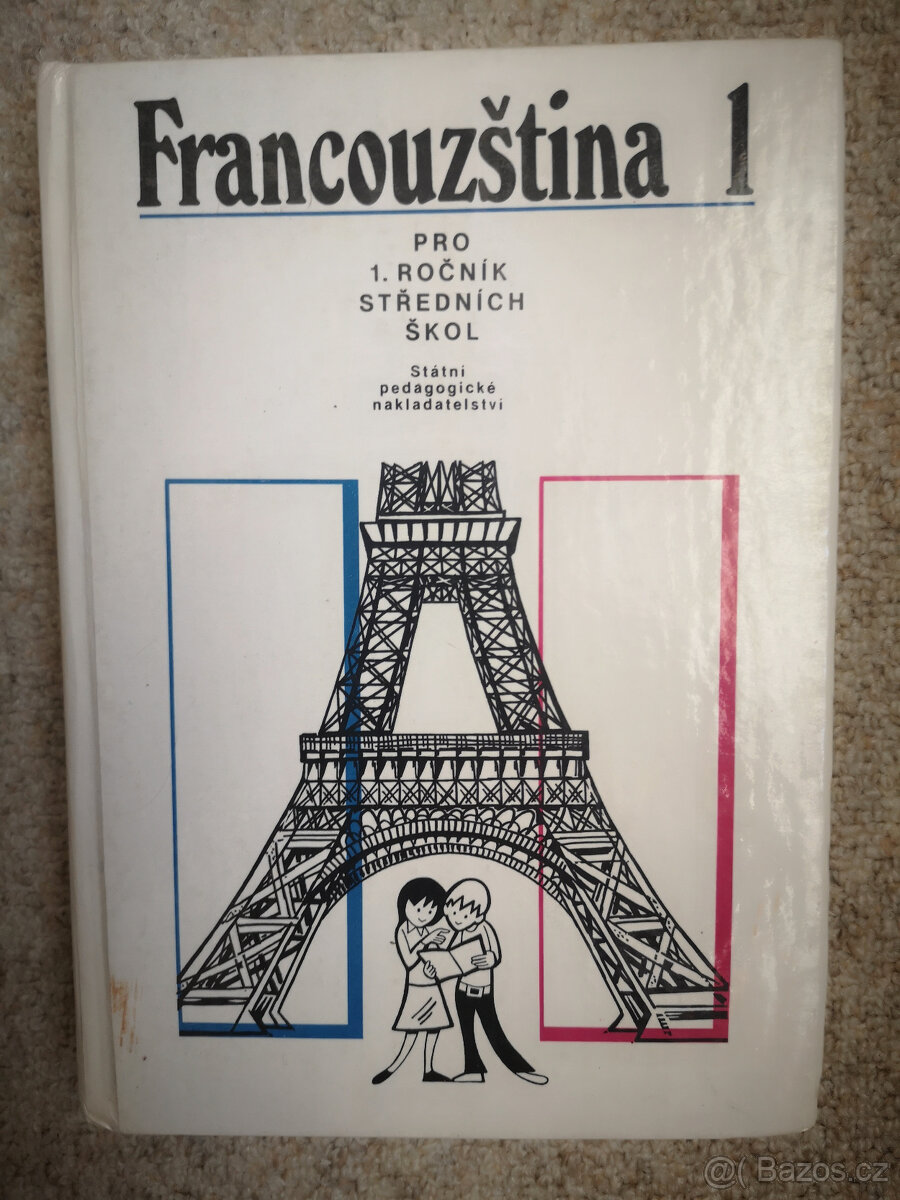 Francouzština 1
PRO
1. ROČNÍK
STŘEDNÍCH
ŠKOL
Státní
pedagogické
nakladatelství
@( Bazos.cz